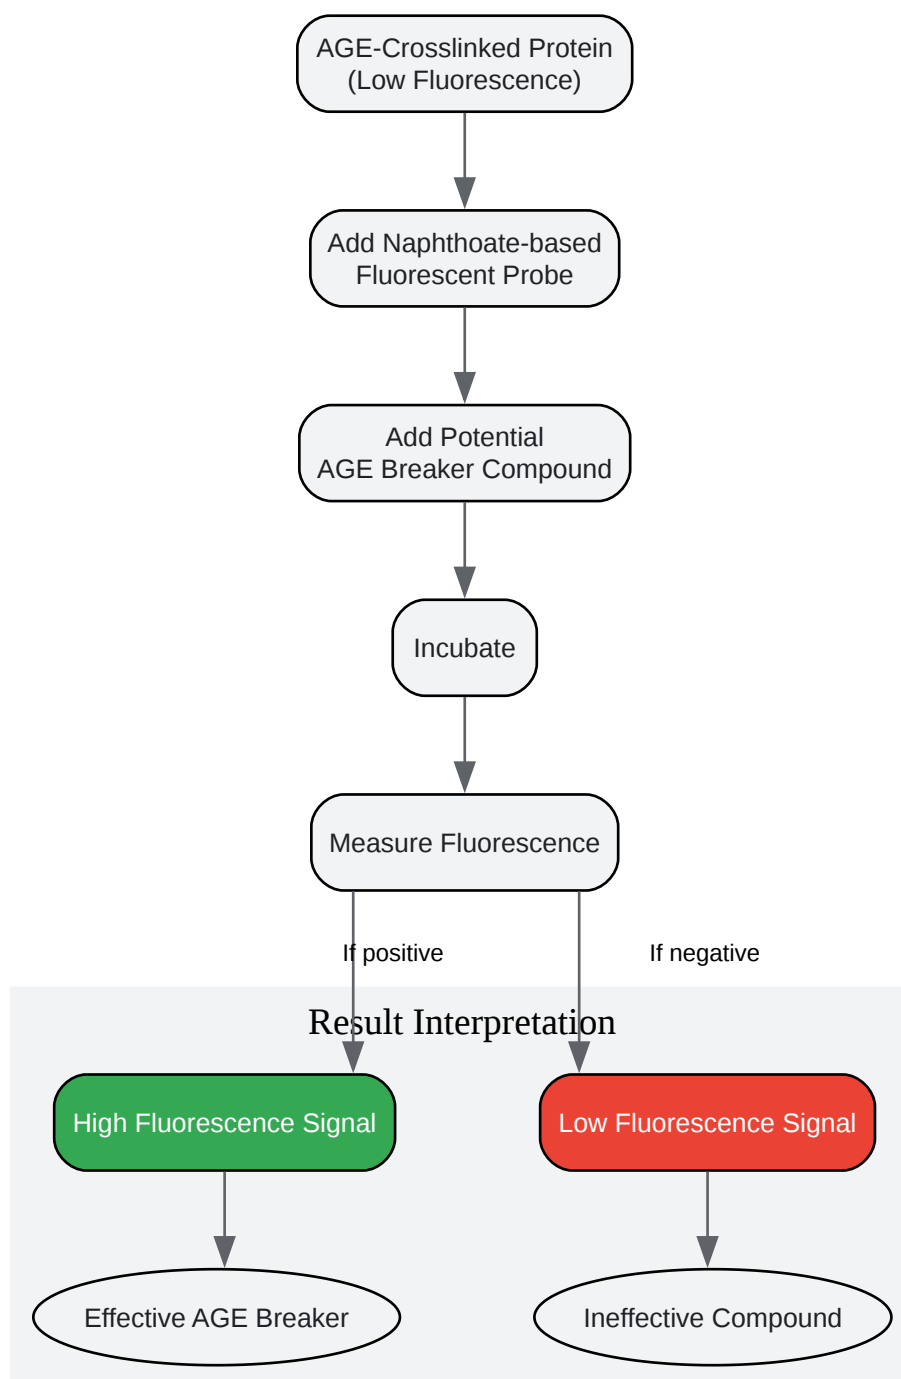 AGE-Crosslinked Protein
(Low Fluorescence)
Add Naphthoate-based
Fluorescent Probe
Add Potential
AGE Breaker Compound
Incubate
Measure Fluorescence
If positive
If negative
Result Interpretation
High Fluorescence Signal
Low Fluorescence Signal
Effective AGE Breaker
Ineffective Compound